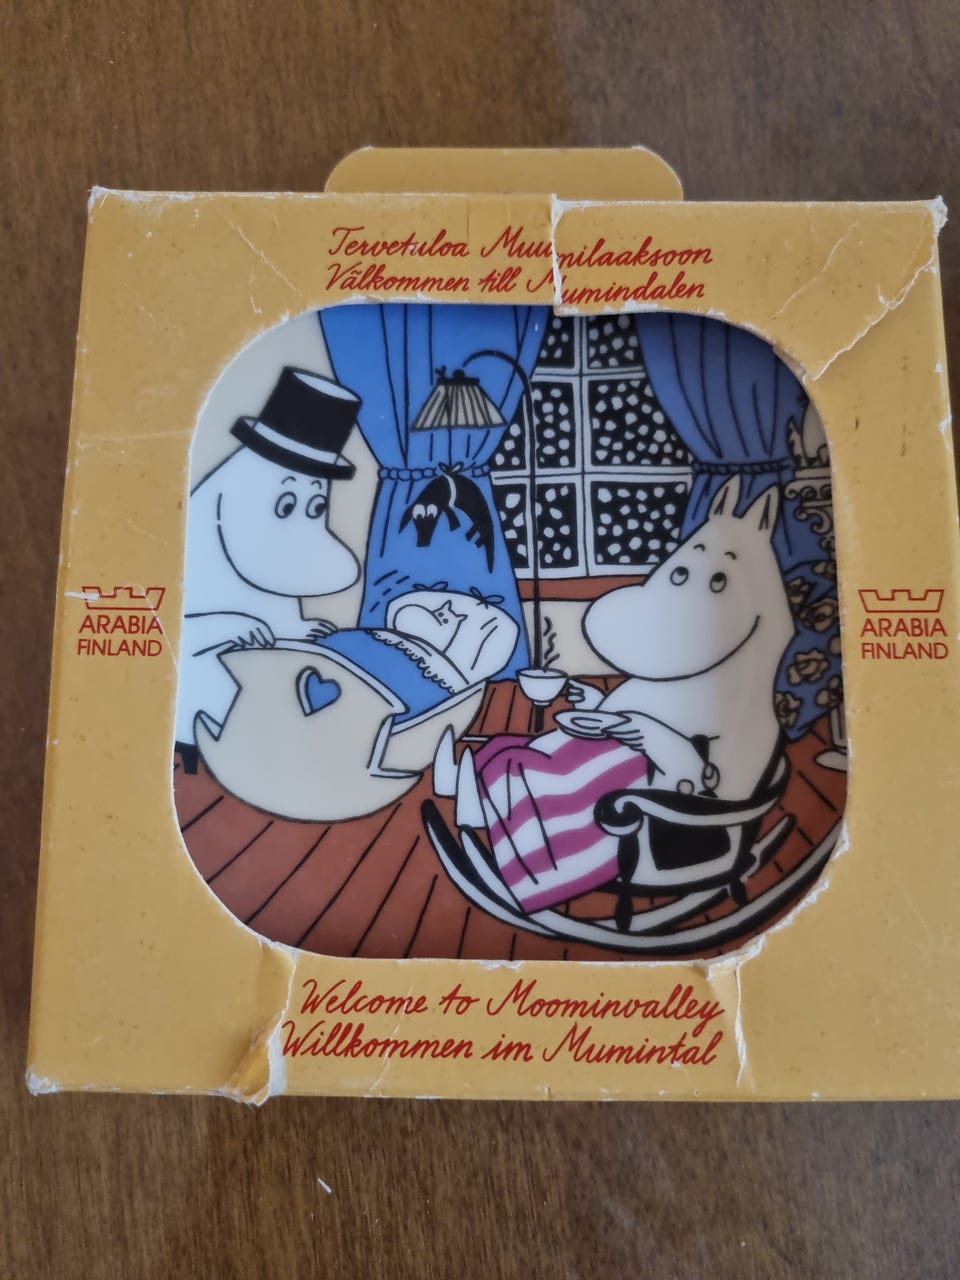 Tervetuloa Muumilaaksoon
Välkommen till Mumindalen
ARABIA
FINLAND
ARABIA
FINLAND
Welcome to Moominvalley
Willkommen im Mumintal